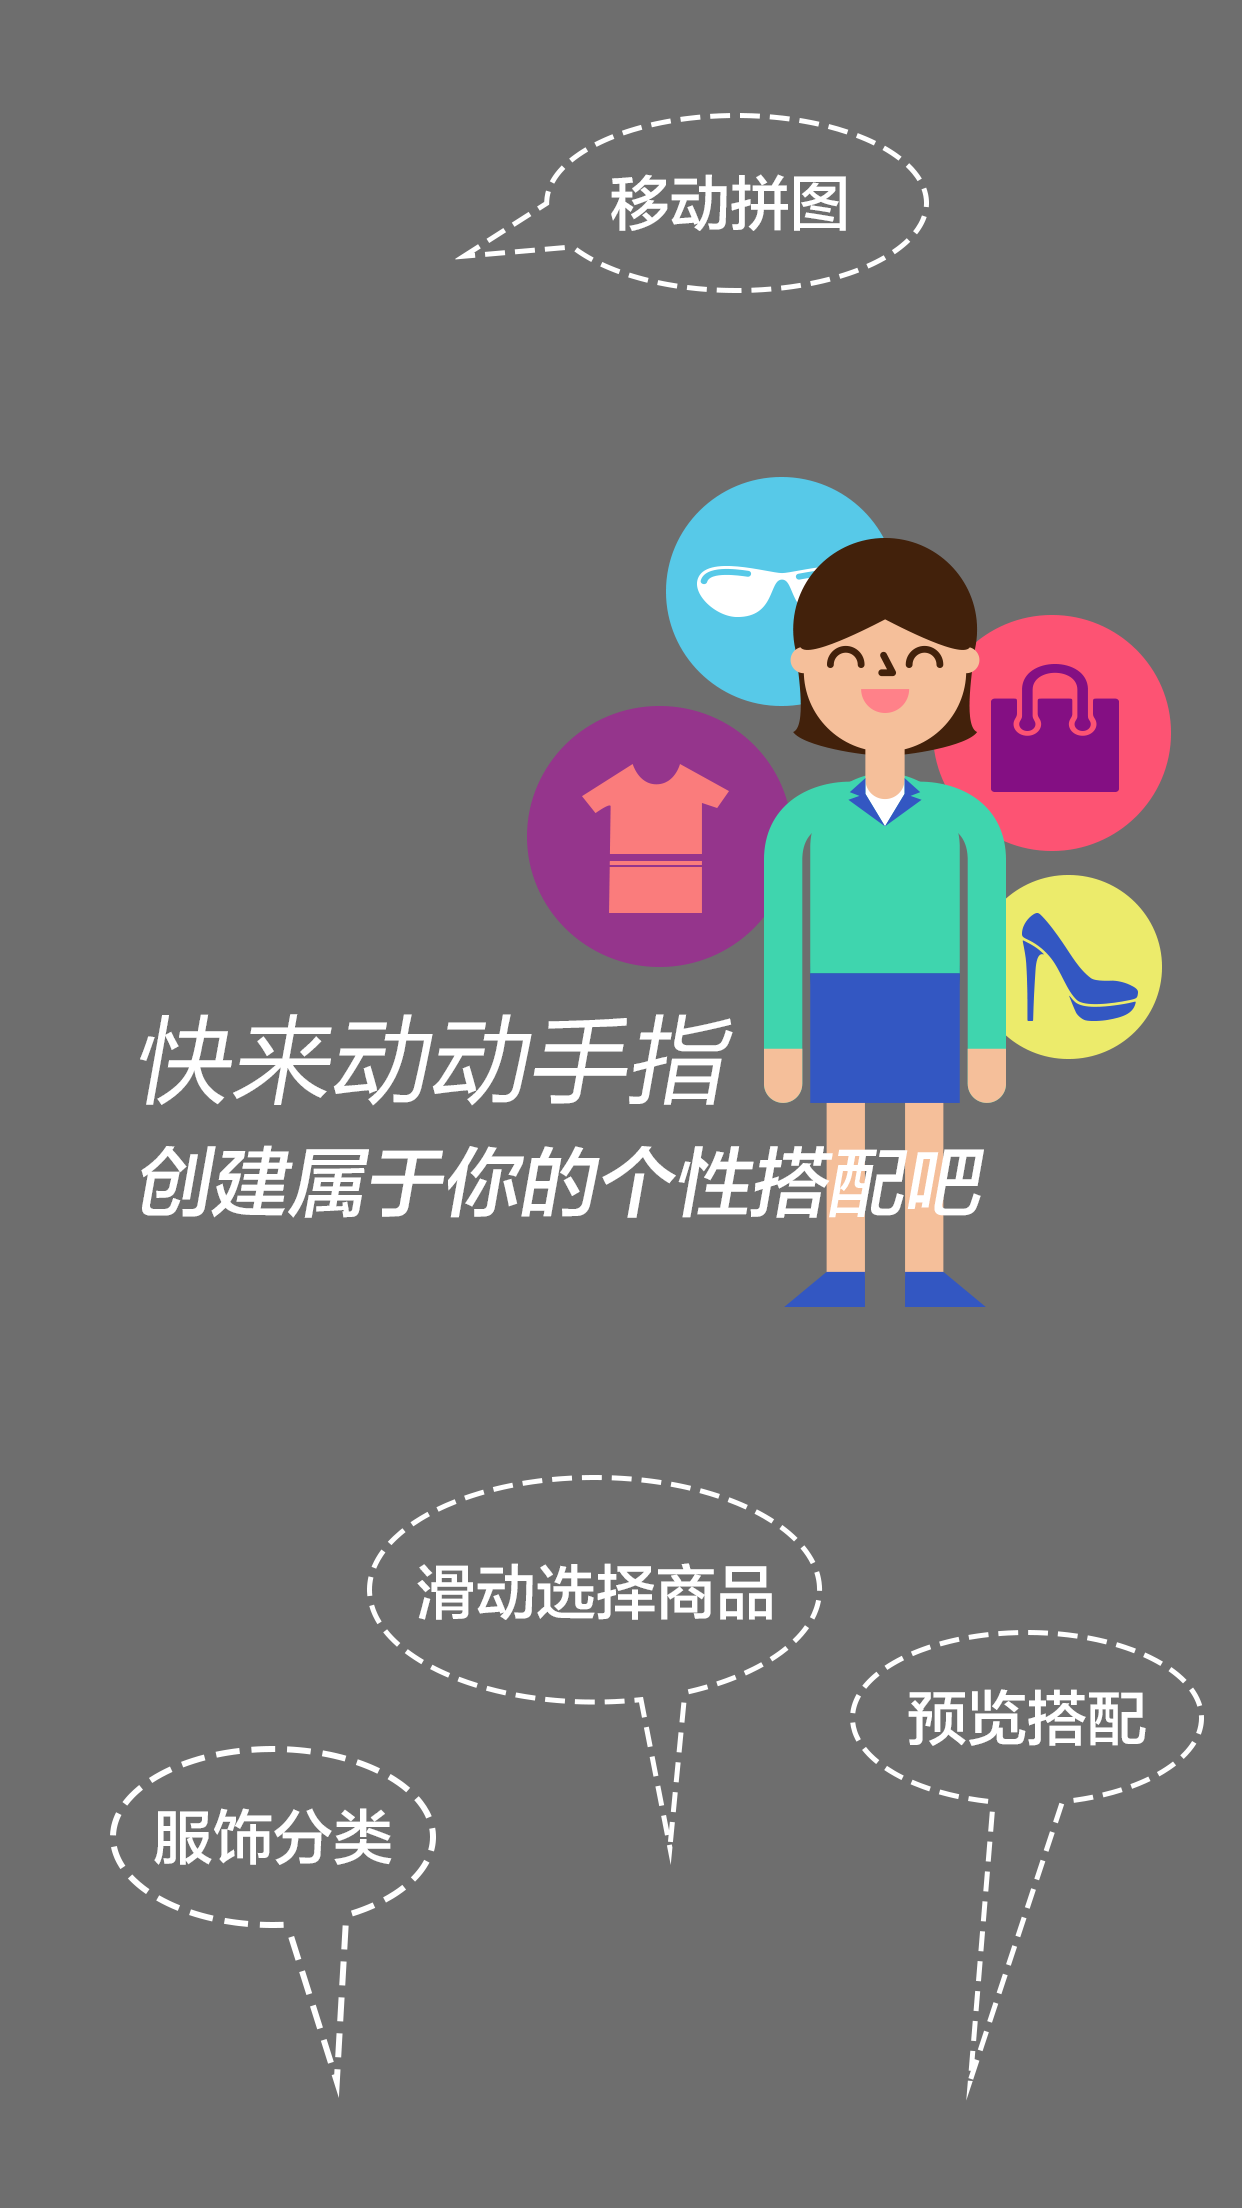 移动拼图
快来动动手指
创建属于你的个性搭配吧
滑动选择商品
预览搭配
服饰分类